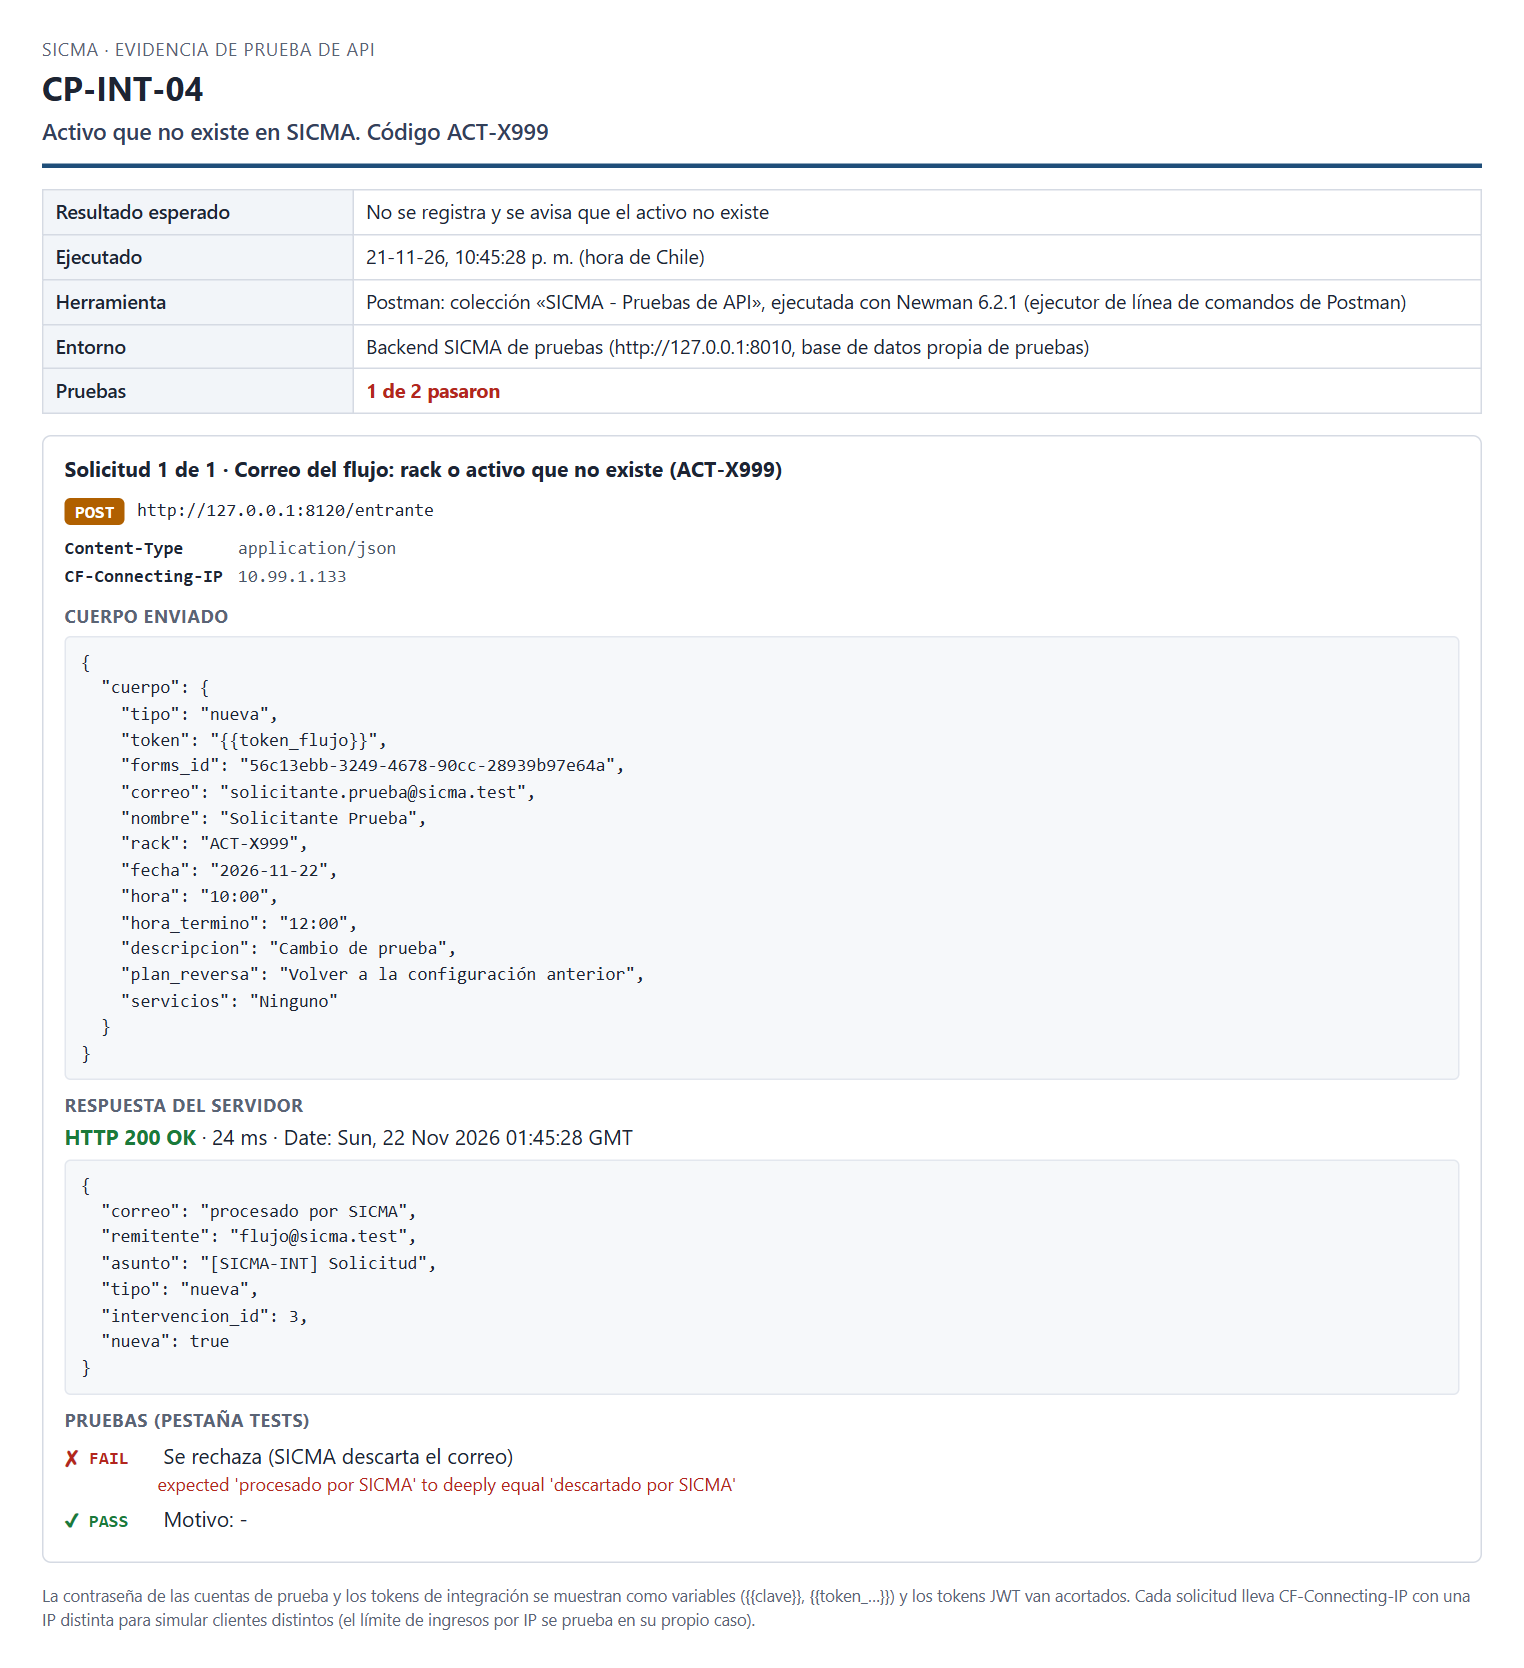 SICMA · EVIDENCIA DE PRUEBA DE API
CP-INT-04
Activo que no existe en SICMA. Código ACT-X999
Resultado esperado No se registra y se avisa que el activo no existe
Ejecutado 21-11-26, 10:45:28 p. m. (hora de Chile)
Herramienta Postman: colección «SICMA - Pruebas de API», ejecutada con Newman 6.2.1 (ejecutor de línea de comandos de Postman)
Entorno Backend SICMA de pruebas (http://127.0.0.1:8010, base de datos propia de pruebas)
Pruebas 1 de 2 pasaron
Solicitud 1 de 1 · Correo del flujo: rack o activo que no existe (ACT-X999)
POST http://127.0.0.1:8120/entrante
Content-Type application/json
CF-Connecting-IP 10.99.1.133
CUERPO ENVIADO
{
  "cuerpo": {
    "tipo": "nueva",
    "token": "{{token_flujo}}",
    "forms_id": "56c13ebb-3249-4678-90cc-28939b97e64a",
    "correo": "solicitante.prueba@sicma.test",
    "nombre": "Solicitante Prueba",
    "rack": "ACT-X999",
    "fecha": "2026-11-22",
    "hora": "10:00",
    "hora_termino": "12:00",
    "descripcion": "Cambio de prueba",
    "plan_reversa": "Volver a la configuración anterior",
    "servicios": "Ninguno"
  }
}
RESPUESTA DEL SERVIDOR
HTTP 200 OK · 24 ms · Date: Sun, 22 Nov 2026 01:45:28 GMT
{
  "correo": "procesado por SICMA",
  "remitente": "flujo@sicma.test",
  "asunto": "[SICMA-INT] Solicitud",
  "tipo": "nueva",
  "intervencion_id": 3,
  "nueva": true
}
PRUEBAS (PESTAÑA TESTS)
✗ FAIL Se rechaza (SICMA descarta el correo)
expected 'procesado por SICMA' to deeply equal 'descartado por SICMA'
✓ PASS Motivo: -
La contraseña de las cuentas de prueba y los tokens de integración se muestran como variables ({{clave}}, {{token_...}}) y los tokens JWT van acortados. Cada solicitud lleva CF-Connecting-IP con una
IP distinta para simular clientes distintos (el límite de ingresos por IP se prueba en su propio caso).